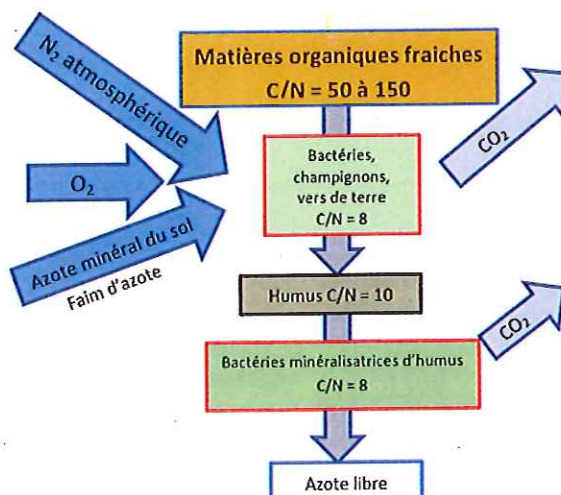 N₂ atmosphérique
Matières organiques fraiches
C/N = 50 à 150
CO₂
O₂
Bactéries,
champignons,
vers de terre
C/N = 8
Azote minéral du sol
Faim d'azote
Humus C/N = 10
CO₂
Bactéries minéralisatrices d'humus
C/N = 8
Azote libre